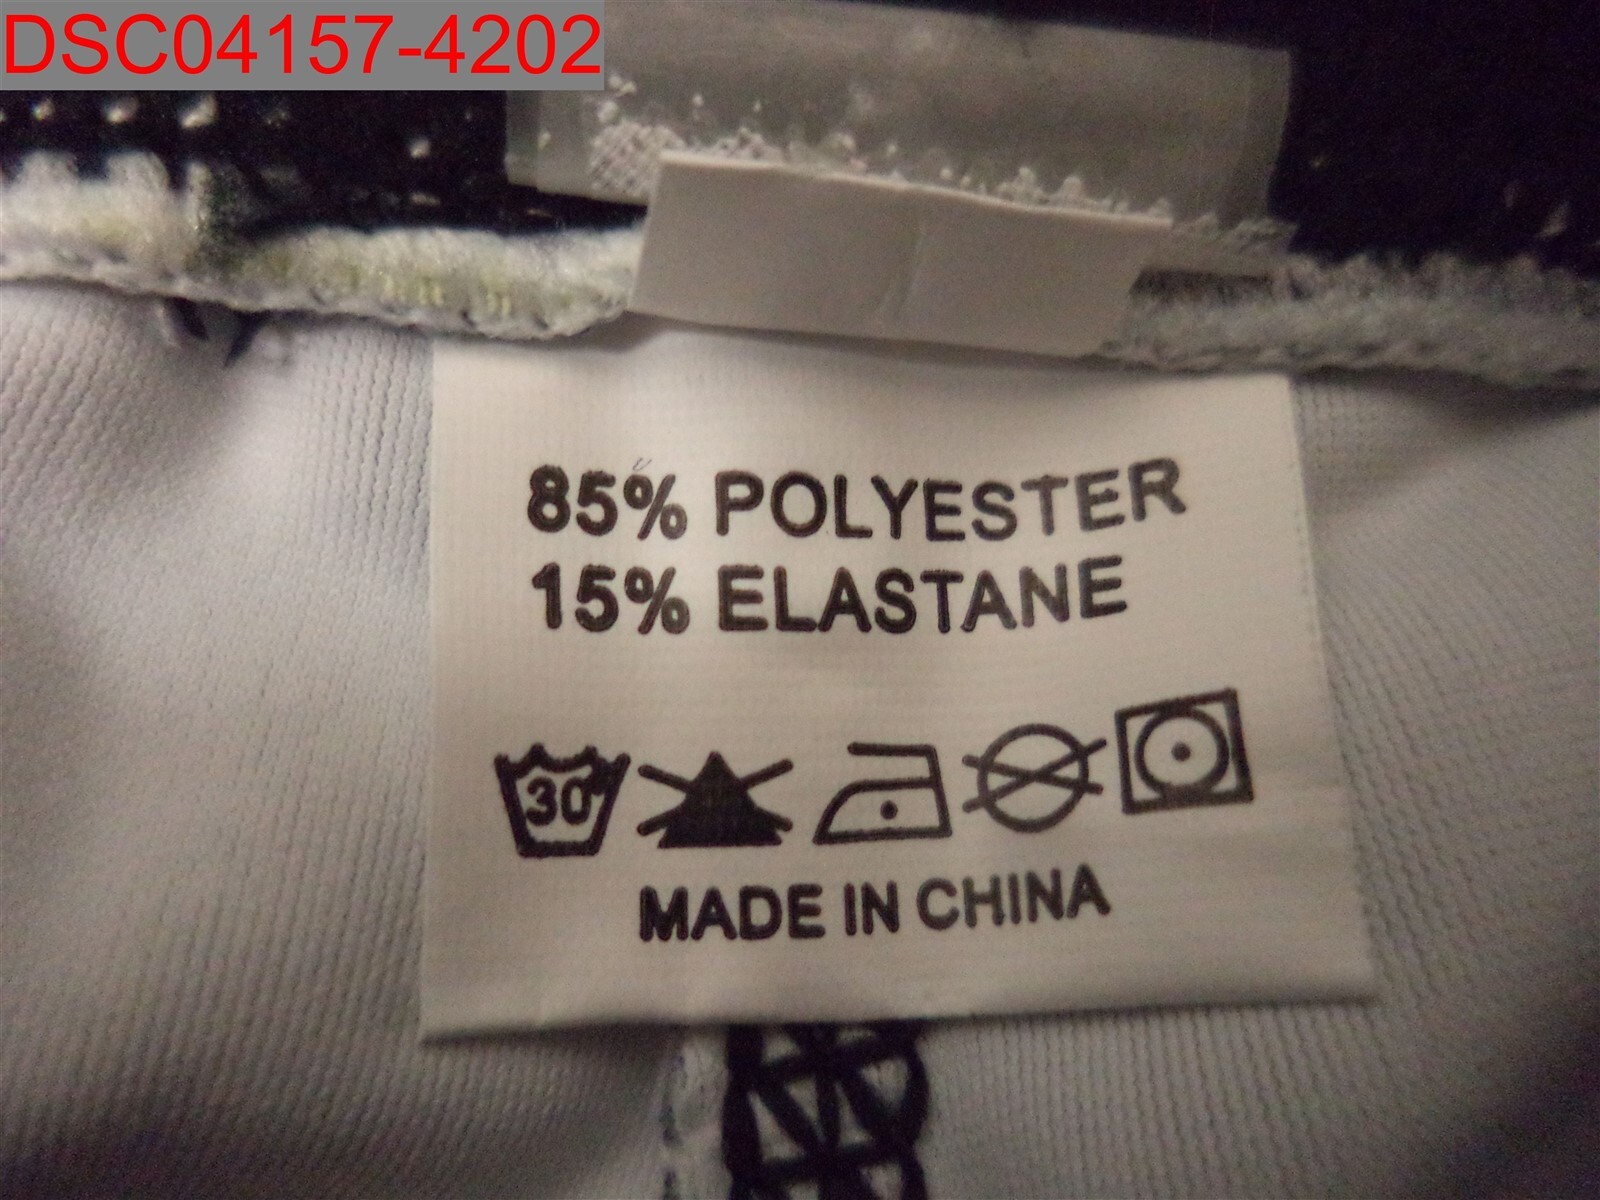 DSC04157-4202
85% POLYESTER
15% ELASTANE
30
MADE IN CHINA